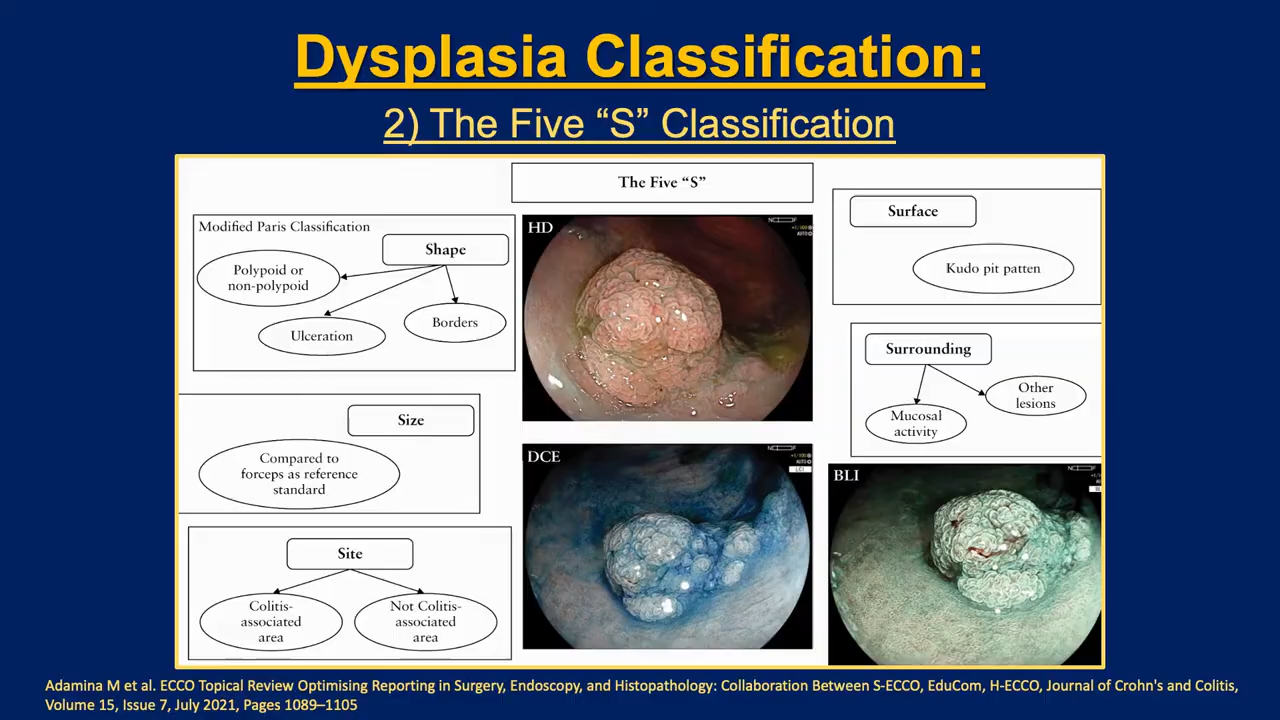 Dysplasia Classification:
2) The Five “S” Classification
The Five “S”
Modified Paris Classification
Shape
Polypoid or
non-polypoid
Ulceration
Borders
Size
Compared to
forceps as reference
standard
Site
Colitis-
associated
area
Not Colitis-
associated
area
HD
DCE
Surface
Kudo pit patten
Surrounding
Mucosal
activity
Other
lesions
BLI
Adamina M et al. ECCO Topical Review Optimising Reporting in Surgery, Endoscopy, and Histopathology: Collaboration Between S-ECCO, EduCom, H-ECCO, Journal of Crohn's and Colitis,
Volume 15, Issue 7, July 2021, Pages 1089–1105